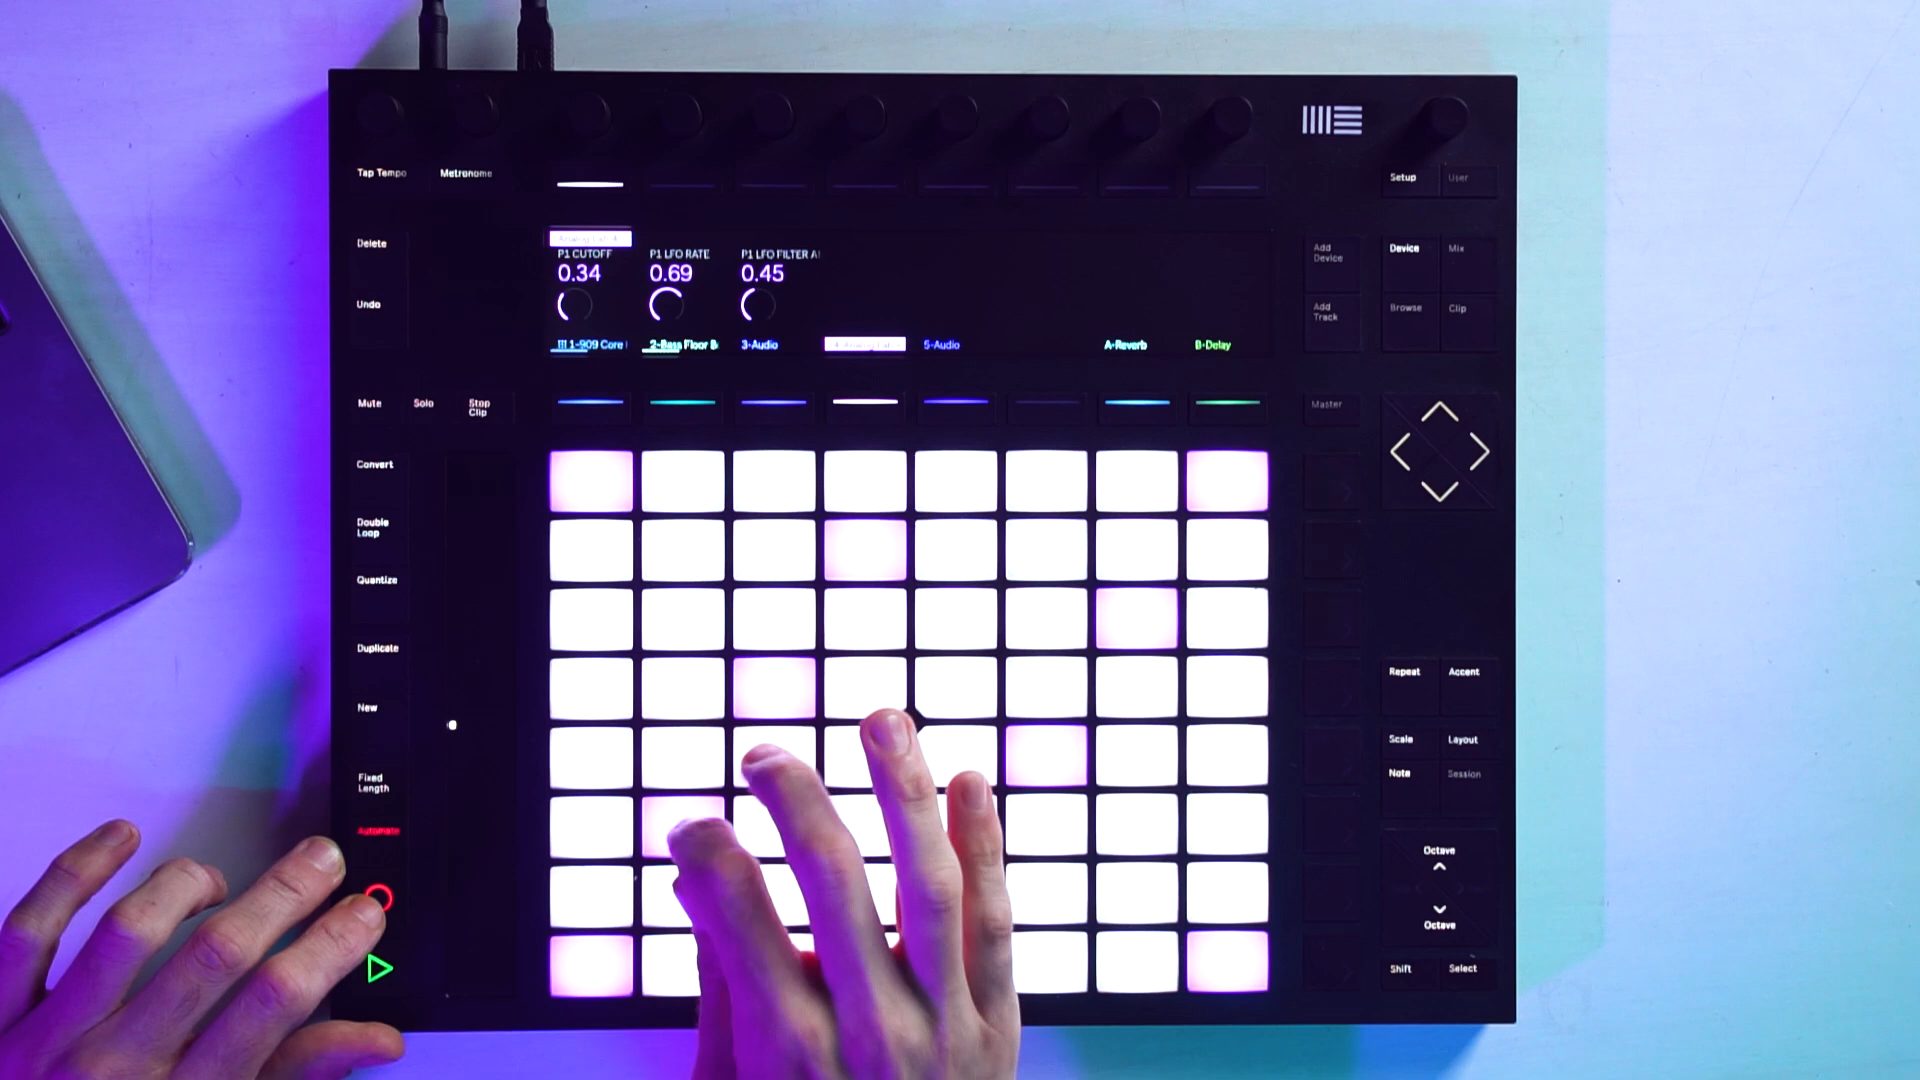 Tap Tempo
Metronome
Setup
User
Delete
P1 CUTOFF
P1 LFO RATE
P1 LFO FILTER A
0.34
0.69
0.45
Add
Device
Device
Mix
Undo
Add
Track
Browse
Clip
1-909 Core
2-Bass Floor B
3-Audio
5-Audio
A-Reverb
B-Delay
Mute
Solo
Stop
Clip
Master
Convert
Double
Loop
Quantize
Duplicate
Repeat
Accent
New
Scale
Layout
Note
Session
Fixed
Length
Automate
Octave
Octave
Shift
Select